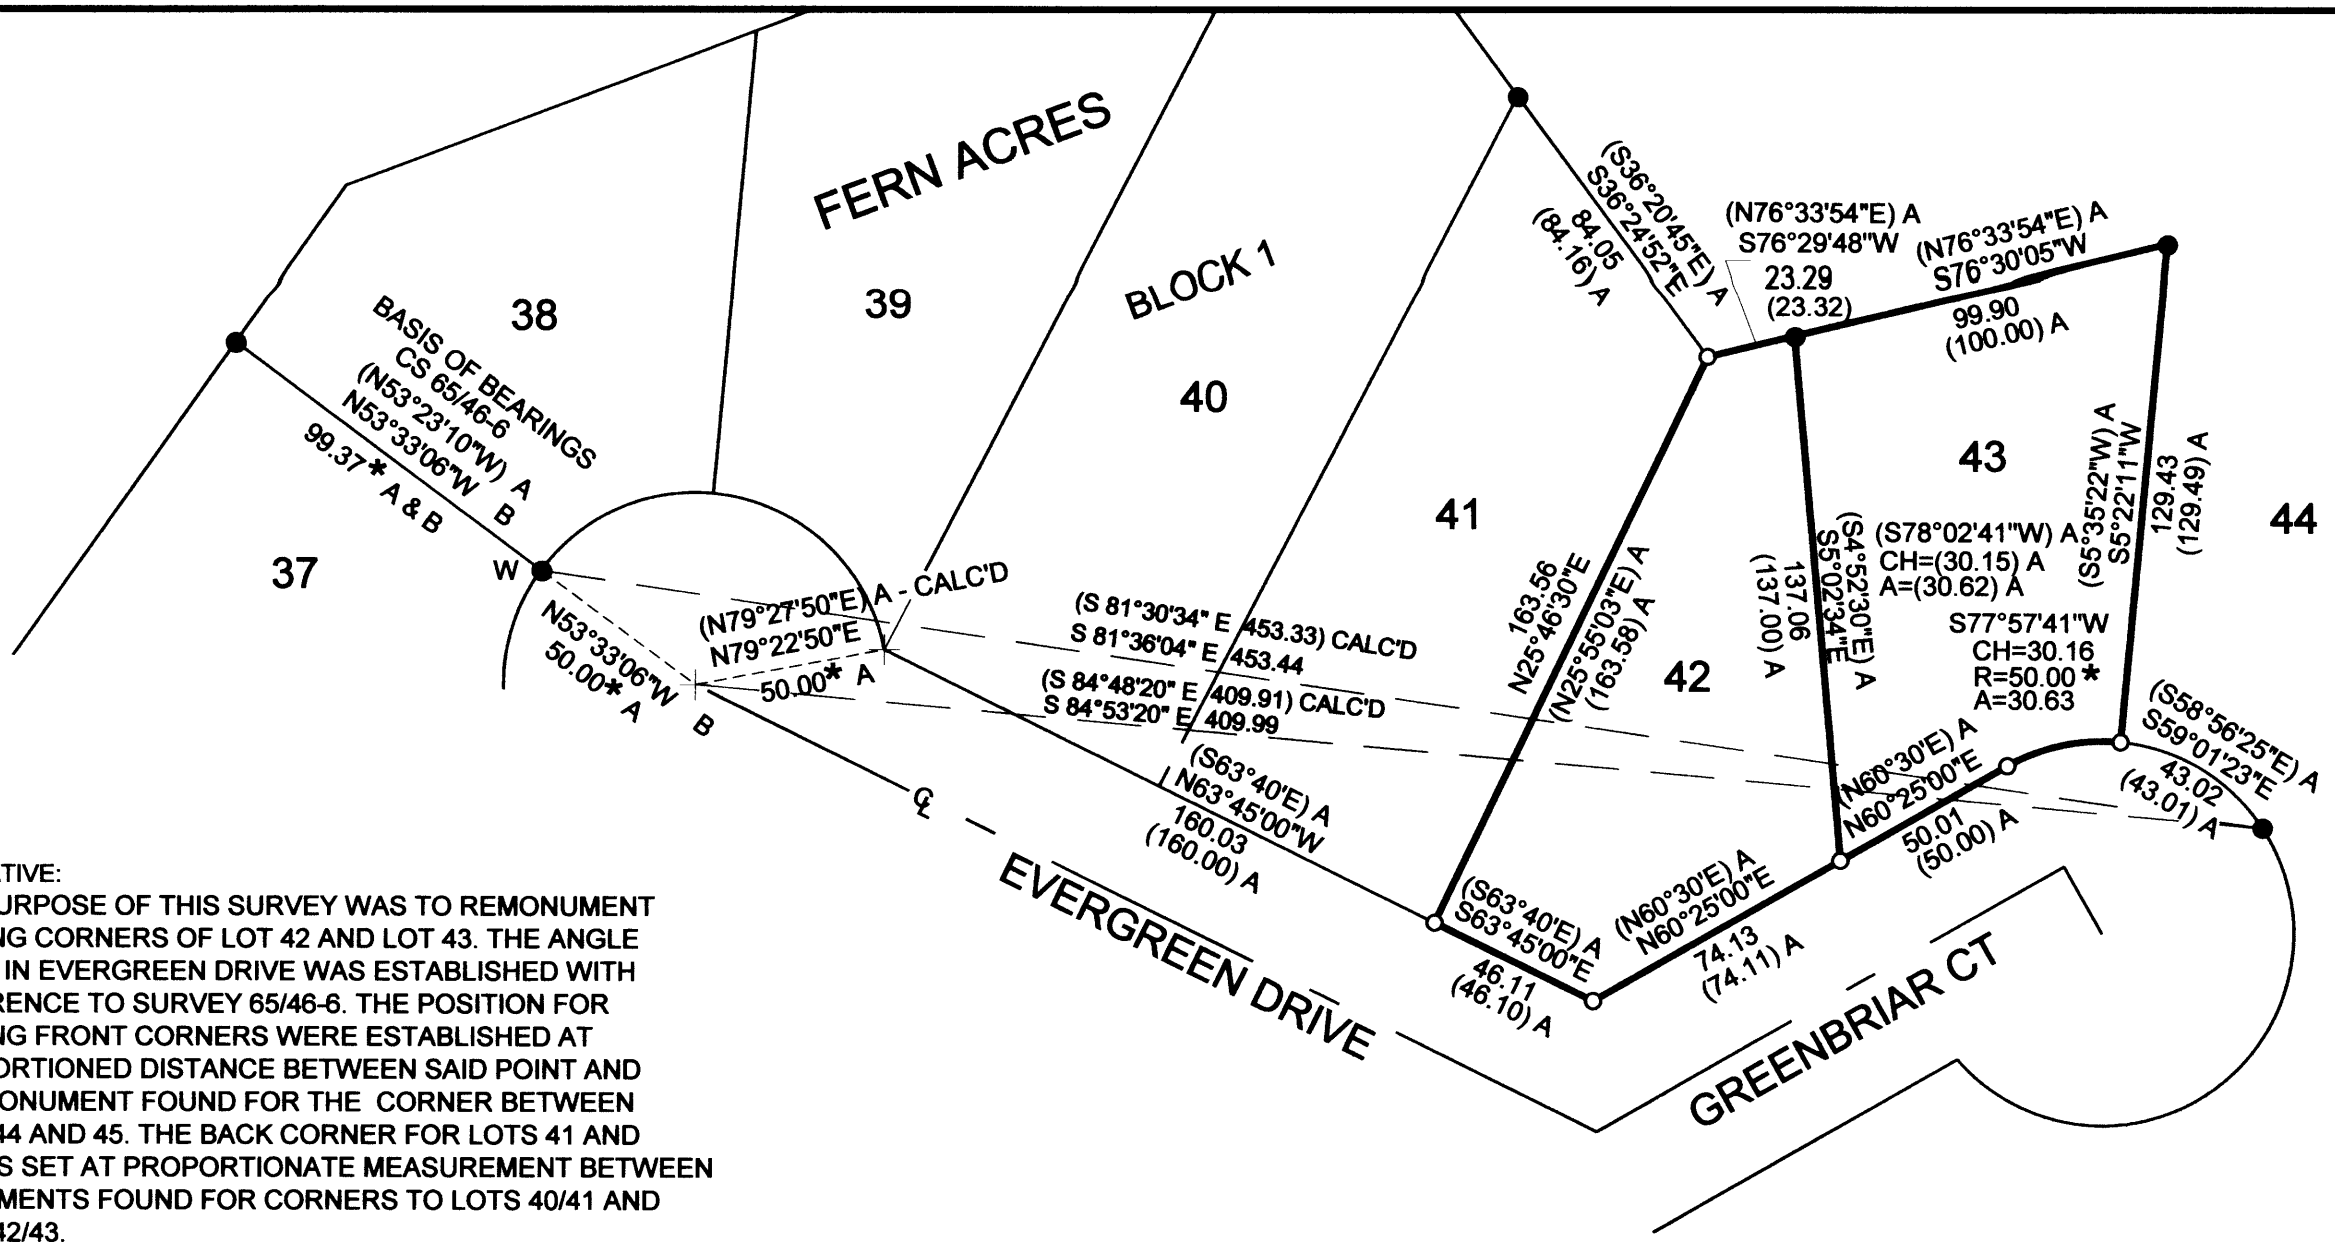 FERN ACRES
BLOCK 1
37
38
39
40
41
42
43
44
BASIS OF BEARINGS
CS 65/46-6
(N53°23'10"W) A
N53°33'06"W B
99.37* A & B
W
N53°33'06"W B
50.00* A
(N79°27'50"E) A - CALC'D
N79°22'50"E
50.00* A
(S 81°30'34" E 453.33) CALC'D
S 81°36'04" E 453.44
(S 84°48'20" E 409.91) CALC'D
S 84°53'20" E 409.99
(S36°20'45"E) A
S36°24'52"E
84.05
(84.16) A
(N76°33'54"E) A
S76°29'48"W
23.29
(23.32)
(N76°33'54"E) A
S76°30'05"W
99.90
(100.00) A
163.56
N25°46'30"E
(N25°55'03"E) A
(163.58) A
(S4°52'30"E) A
S5°02'34"E
137.06
(137.00) A
(S78°02'41"W) A
CH=(30.15) A
A=(30.62) A
S77°57'41"W
CH=30.16
R=50.00*
A=30.63
(S5°35'22"W) A
S5°22'11"W
129.43
(129.49) A
(S58°56'25"E) A
S59°01'23"E
43.02
(43.01) A
(N60°30'E) A
N60°25'00"E
50.01
(50.00) A
(S63°40'E) A
N63°45'00"W
160.03
(160.00) A
(S63°40'E) A
S63°45'00"E
46.11
(46.10) A
(N60°30'E) A
N60°25'00"E
74.13
(74.11) A
℄
EVERGREEN DRIVE
GREENBRIAR CT
TIVE:
URPOSE OF THIS SURVEY WAS TO REMONUMENT
NG CORNERS OF LOT 42 AND LOT 43. THE ANGLE
IN EVERGREEN DRIVE WAS ESTABLISHED WITH
RENCE TO SURVEY 65/46-6. THE POSITION FOR
NG FRONT CORNERS WERE ESTABLISHED AT
ORTIONED DISTANCE BETWEEN SAID POINT AND
ONUMENT FOUND FOR THE CORNER BETWEEN
44 AND 45. THE BACK CORNER FOR LOTS 41 AND
S SET AT PROPORTIONATE MEASUREMENT BETWEEN
MENTS FOUND FOR CORNERS TO LOTS 40/41 AND
42/43.